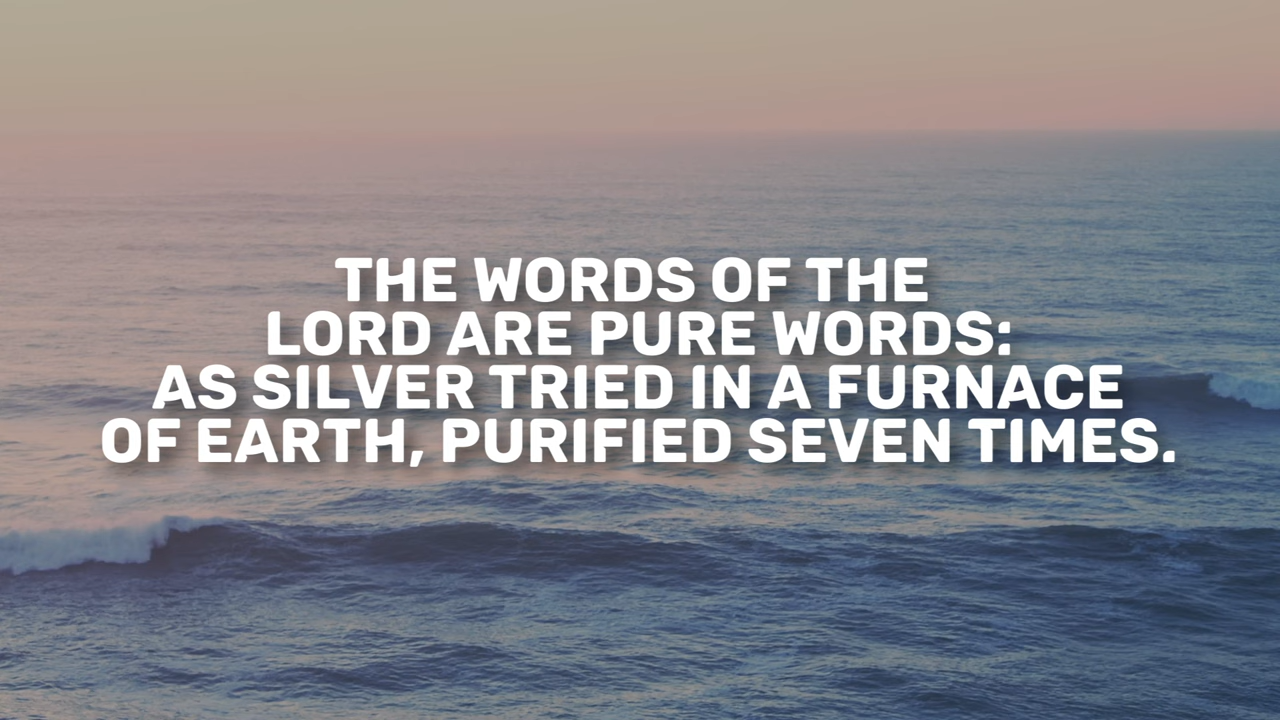 THE WORDS OF THE
LORD ARE PURE WORDS:
AS SILVER TRIED IN A FURNACE
OF EARTH, PURIFIED SEVEN TIMES.